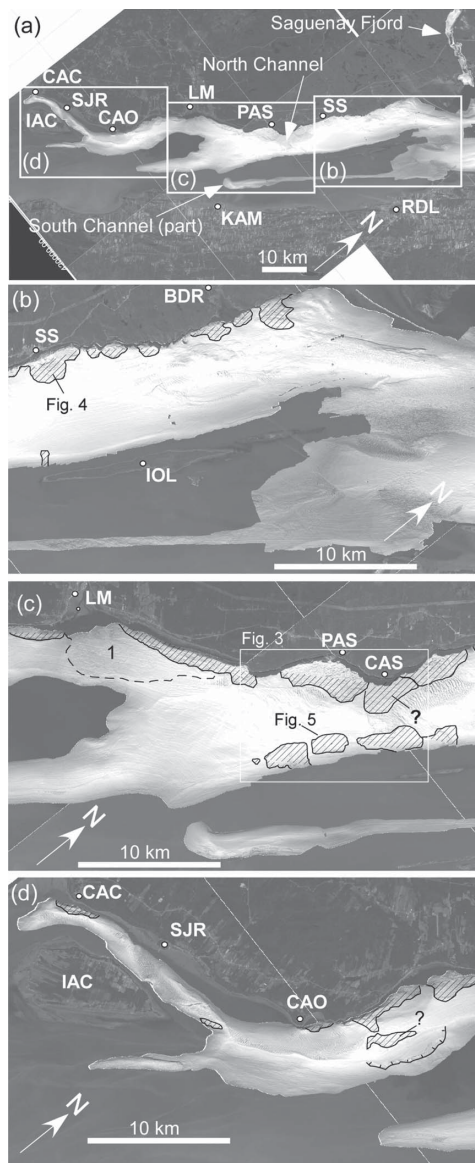 (a)
Saguenay Fjord
CAC
SJR
LM
North Channel
IAC
CAO
PAS
SS
(d)
(c)
(b)
South Channel (part)
KAM
RDL
N
10 km
(b)
BDR
SS
Fig. 4
IOL
N
10 km
(c)
LM
Fig. 3
PAS
1
CAS
?
Fig. 5
N
10 km
(d)
CAC
SJR
IAC
CAO
?
N
10 km